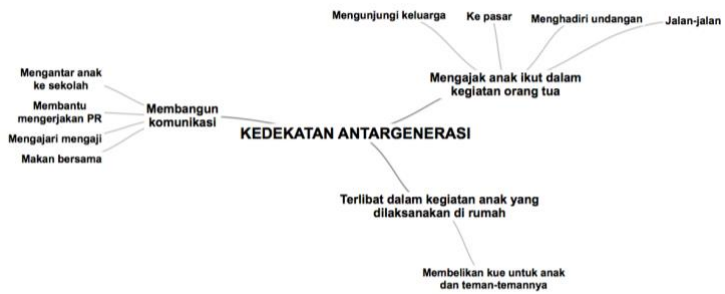 Mengunjungi keluarga
Ke pasar
Menghadiri undangan
Jalan-jalan
Mengajak anak ikut dalam
kegiatan orang tua
Mengantar anak
ke sekolah
Membantu
mengerjakan PR
Mengajari mengaji
Makan bersama
Membangun
komunikasi
KEDEKATAN ANTARGENERASI
Terlibat dalam kegiatan anak yang
dilaksanakan di rumah
Membelikan kue untuk anak
dan teman-temannya